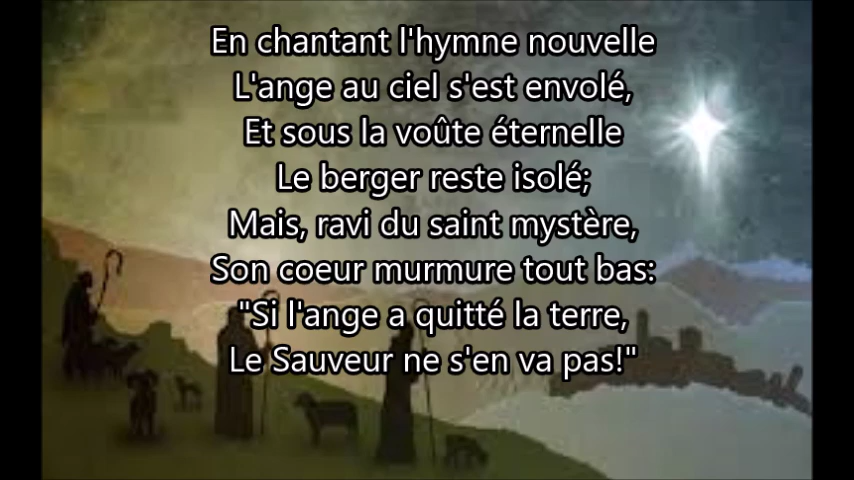 En chantant l'hymne nouvelle
L'ange au ciel s'est envolé,
Et sous la voûte éternelle
Le berger reste isolé;
Mais, ravi du saint mystère,
Son coeur murmure tout bas:
"Si l'ange a quitté la terre,
Le Sauveur ne s'en va pas!"